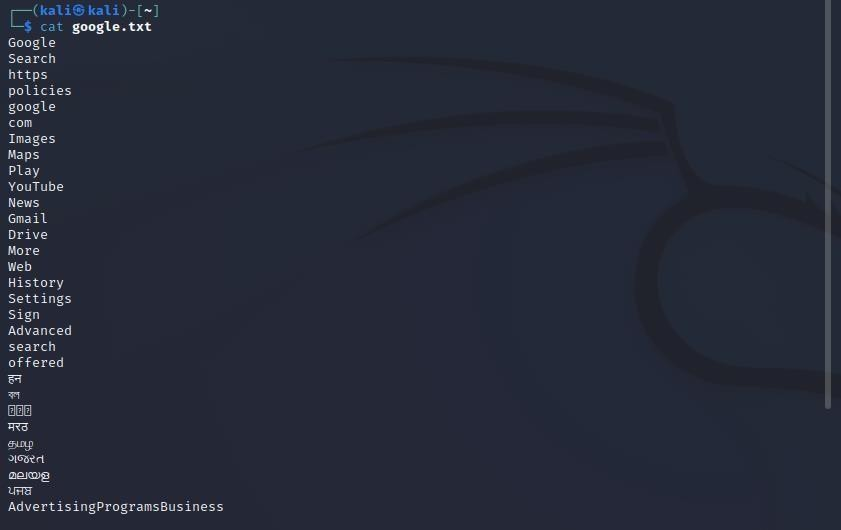 ┌──(kali㉿kali)-[~]
└─$ cat google.txt
Google
Search
https
policies
google
com
Images
Maps
Play
YouTube
News
Gmail
Drive
More
Web
History
Settings
Sign
Advanced
search
offered
हन
বল
मरठ
தமழ
ગજરત
മലയള
ਪਜਬ
AdvertisingProgramsBusiness